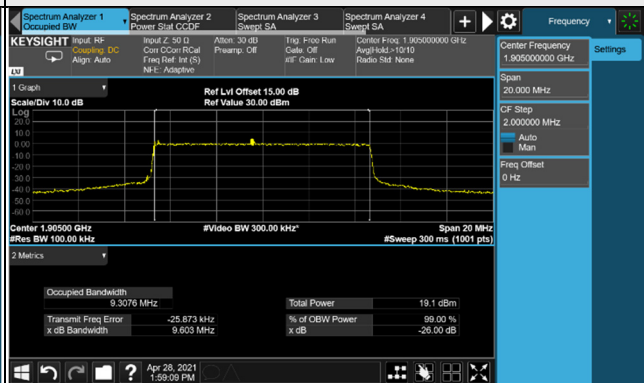 Spectrum Analyzer 1
Occupied BW
Spectrum Analyzer 2
Power Stat CCDF
Spectrum Analyzer 3
Swept SA
Spectrum Analyzer 4
Swept SA
Frequency
KEYSIGHT
Input: RF
Coupling: DC
Align: Auto
Input Z: 50 Ω
Corr CCorr RCal
Freq Ref: Int (S)
NFE: Adaptive
Atten: 30 dB
Preamp: Off
Trig: Free Run
Gate: Off
#IF Gain: Low
Center Freq: 1.905000000 GHz
Avg|Hold:>10/10
Radio Std: None
LXI
1 Graph
Scale/Div 10.0 dB
Ref Lvl Offset 15.00 dB
Ref Value 30.00 dBm
Log
20.0
10.0
0.00
-10.0
-20.0
-30.0
-40.0
-50.0
-60.0
Center 1.90500 GHz
#Res BW 100.00 kHz
#Video BW 300.00 kHz*
Span 20 MHz
#Sweep 300 ms (1001 pts)
2 Metrics
Occupied Bandwidth
9.3076 MHz
Transmit Freq Error
-25.873 kHz
x dB Bandwidth
9.603 MHz
Total Power
19.1 dBm
% of OBW Power
99.00 %
x dB
-26.00 dB
Center Frequency
1.905000000 GHz
Settings
Span
20.000 MHz
CF Step
2.000000 MHz
Auto
Man
Freq Offset
0 Hz
?
Apr 28, 2021
1:59:09 PM